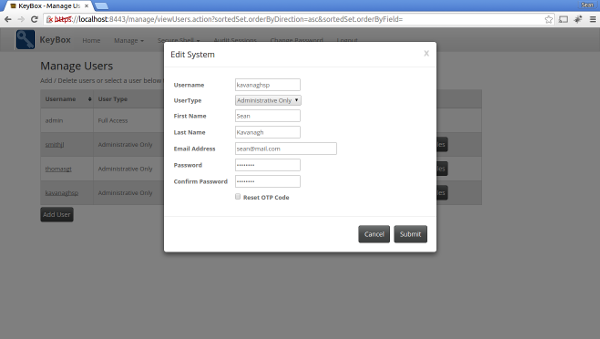 KeyBox - Manage Us
Sean
https://localhost:8443/manage/viewUsers.action?sortedSet.orderByDirection=asc&sortedSet.orderByField=
KeyBox Home Manage Secure Shell Audit Sessions Change Password Logout
Manage Users
Add / Delete users or select a user below
Username User Type
admin Full Access
Administrative Only
Administrative Only
kavanaghsp Administrative Only
Add User
Edit System x
Username kavanaghsp
UserType Administrative Only
First Name Sean
Last Name Kavanagh
Email Address sean@mail.com
Password ••••••••
Confirm Password ••••••••
Reset OTP Code
Cancel Submit